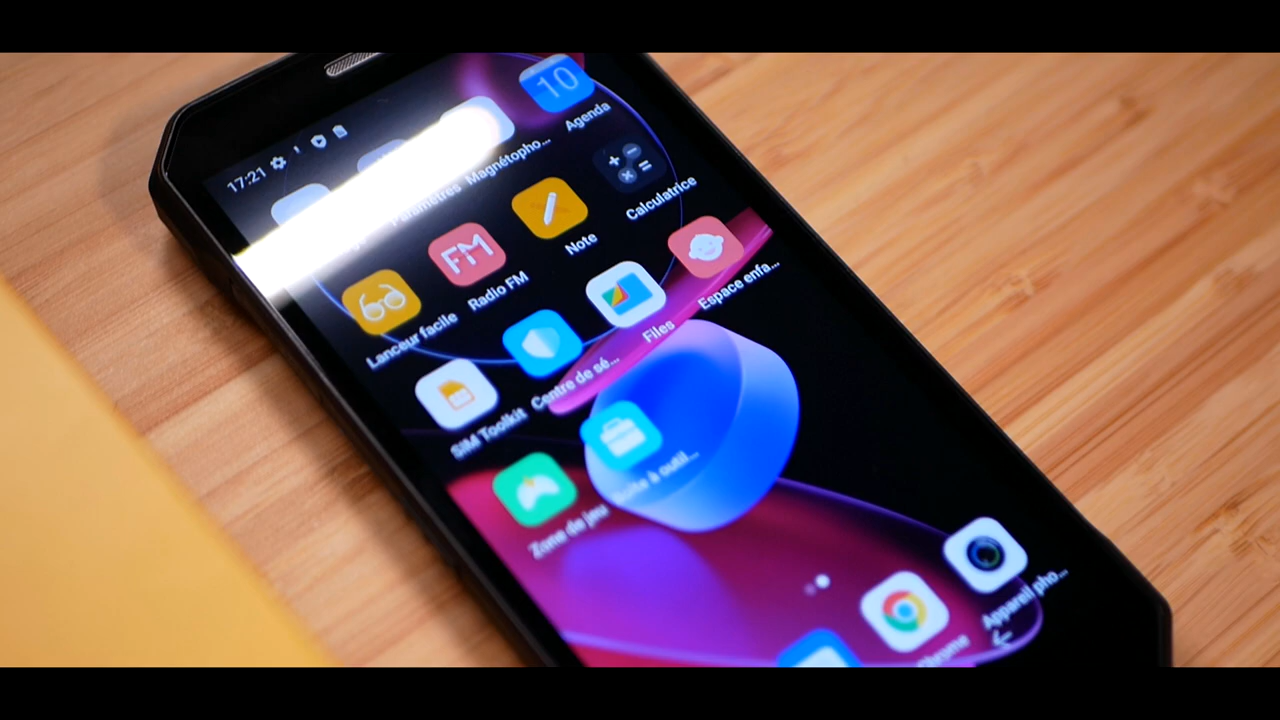 17:21
10
Paramètres
Magnétopho...
Agenda
Lanceur facile
FM
Radio FM
Note
Calculatrice
SIM Toolkit
Centre de sé...
Files
Espace enfa...
Zone de jeu
Boîte à outil...
Chrome
Appareil pho...